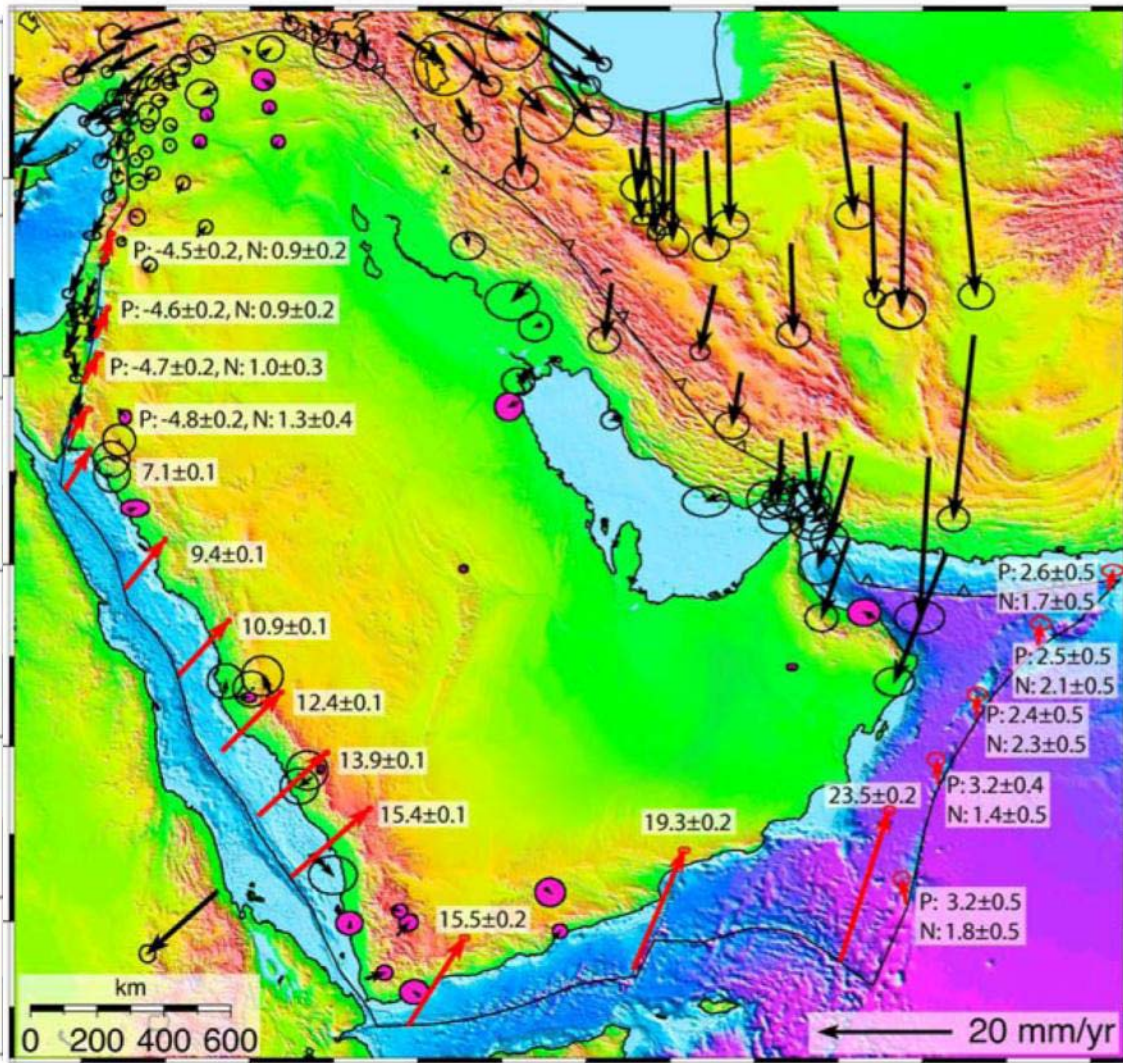 P: -4.5±0.2, N: 0.9±0.2
P: -4.6±0.2, N: 0.9±0.2
P: -4.7±0.2, N: 1.0±0.3
P: -4.8±0.2, N: 1.3±0.4
7.1±0.1
9.4±0.1
P: 2.6±0.5
N:1.7±0.5
10.9±0.1
P: 2.5±0.5
N: 2.1±0.5
12.4±0.1
P: 2.4±0.5
N: 2.3±0.5
13.9±0.1
P:3.2±0.4
N: 1.4±0.5
15.4±0.1
23.5±0.2
19.3±0.2
P: 3.2±0.5
N: 1.8±0.5
15.5±0.2
km
0 200 400 600
20 mm/yr